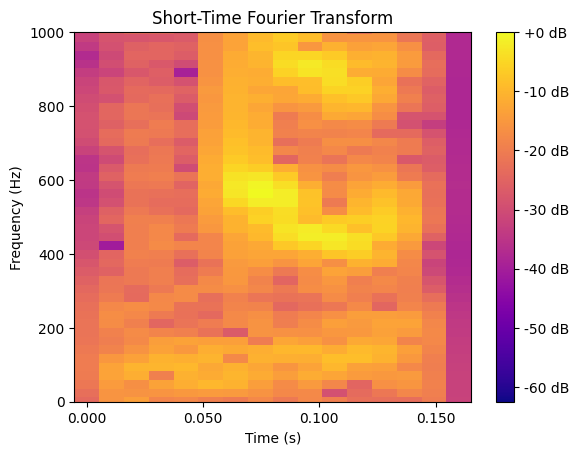 Short-Time Fourier Transform
1000
800
600
400
200
0
Frequency (Hz)
0.000
0.050
0.100
0.150
Time (s)
+0 dB
-10 dB
-20 dB
-30 dB
-40 dB
-50 dB
-60 dB